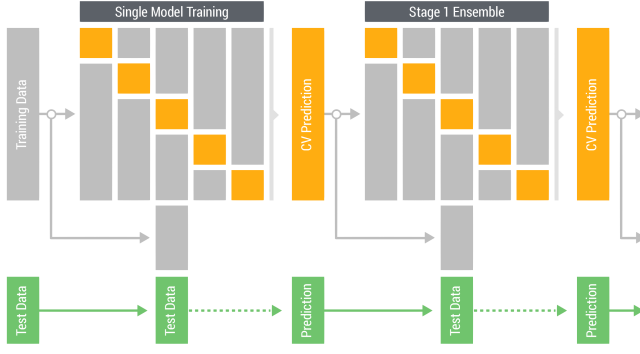 Single Model Training
Stage 1 Ensemble
Training Data
CV Prediction
CV Prediction
Test Data
Test Data
Prediction
Test Data
Prediction